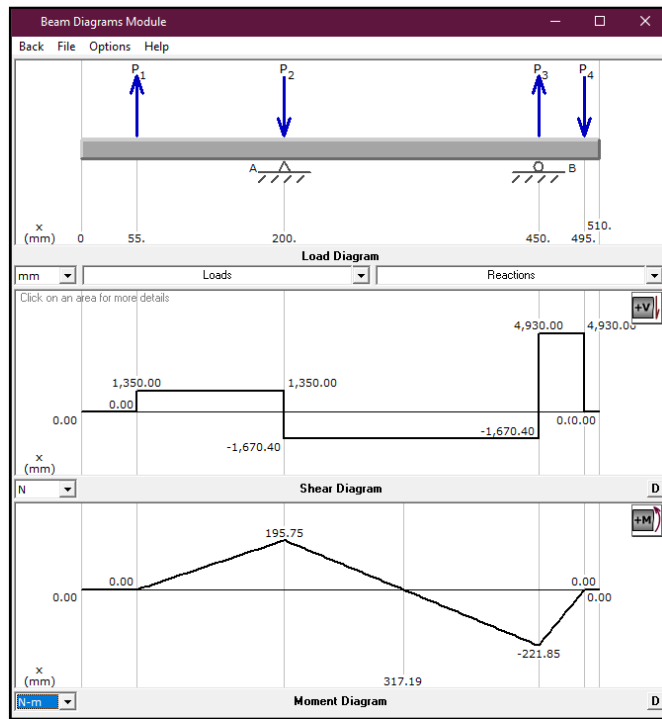 Beam Diagrams Module
Back File Options Help
P1 P2 P3 P4
A B
x
(mm) 0 55. 200. 450. 495. 510.
Load Diagram
mm Loads Reactions
Click on an area for more details
+V
4,930.00 4,930.00
1,350.00 1,350.00
0.00
0.00 0.00 0.00
-1,670.40 -1,670.40
x
(mm)
N Shear Diagram D
+M
195.75
0.00 0.00
0.00 0.00
-221.85
x
(mm) 317.19
N-m Moment Diagram D